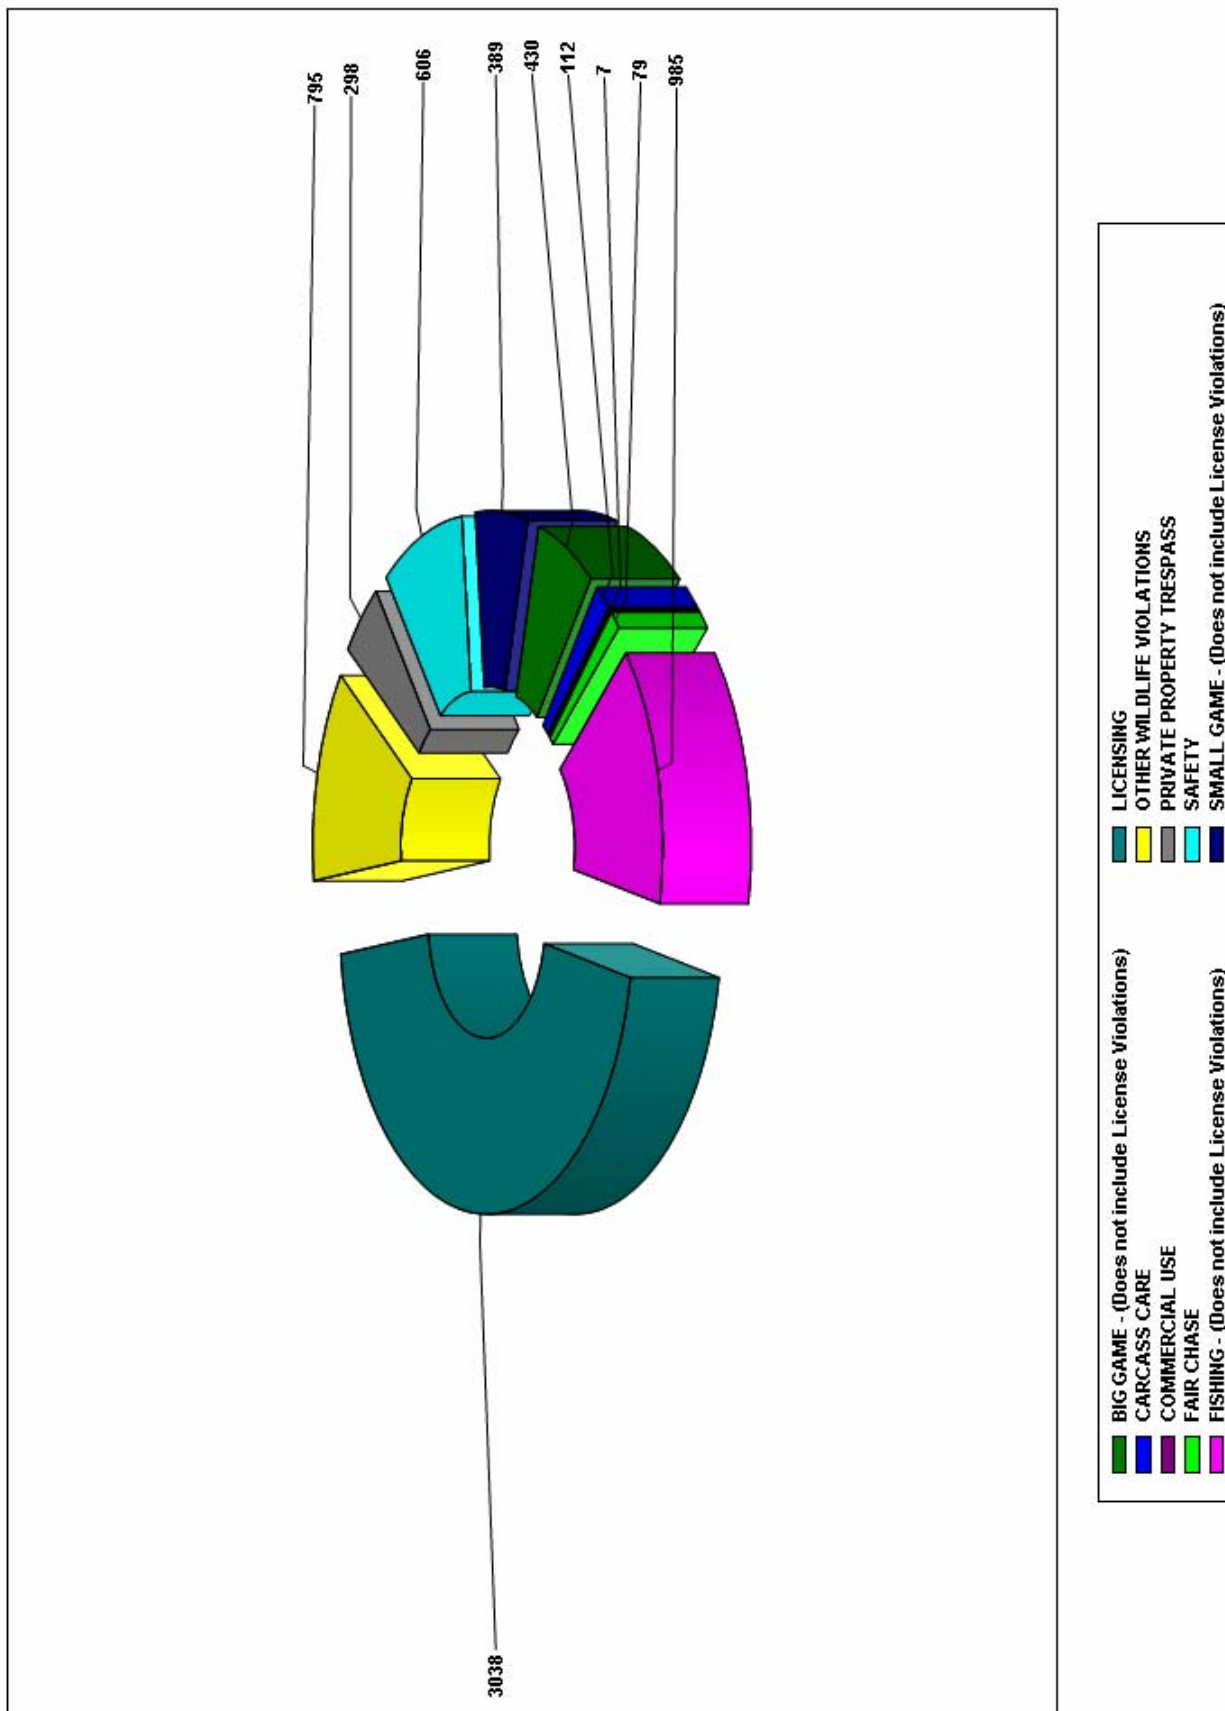 795
298
606
389
430
112
7
79
985
3038
BIG GAME - (Does not include License Violations)
CARCASS CARE
COMMERCIAL USE
FAIR CHASE
FISHING - (Does not include License Violations)
LICENSING
OTHER WILDLIFE VIOLATIONS
PRIVATE PROPERTY TRESPASS
SAFETY
SMALL GAME - (Does not include License Violations)